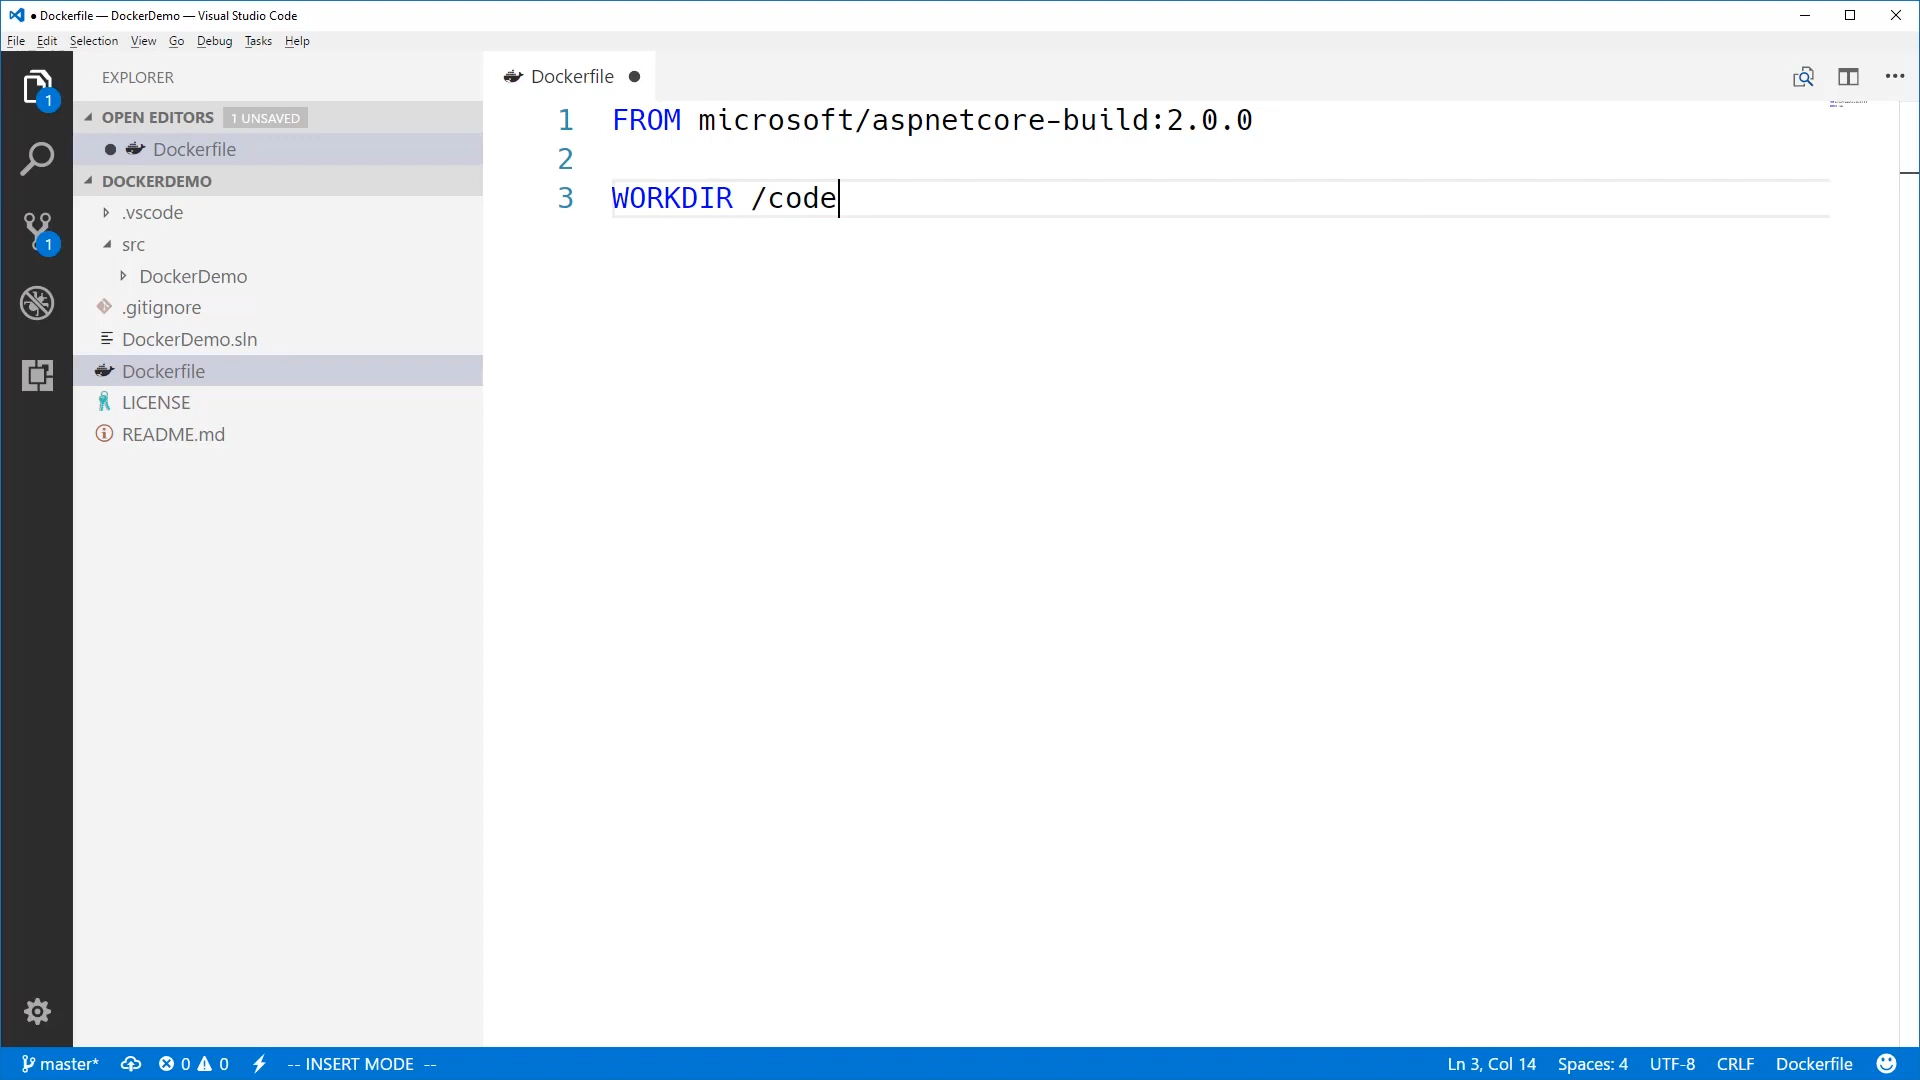 ● Dockerfile — DockerDemo — Visual Studio Code
File Edit Selection View Go Debug Tasks Help
EXPLORER
OPEN EDITORS 1 UNSAVED
Dockerfile
DOCKERDEMO
.vscode
src
DockerDemo
.gitignore
DockerDemo.sln
Dockerfile
LICENSE
README.md
1
1
Dockerfile
1 FROM microsoft/aspnetcore-build:2.0.0
2
3 WORKDIR /code
master* 0 0 -- INSERT MODE -- Ln 3, Col 14 Spaces: 4 UTF-8 CRLF Dockerfile